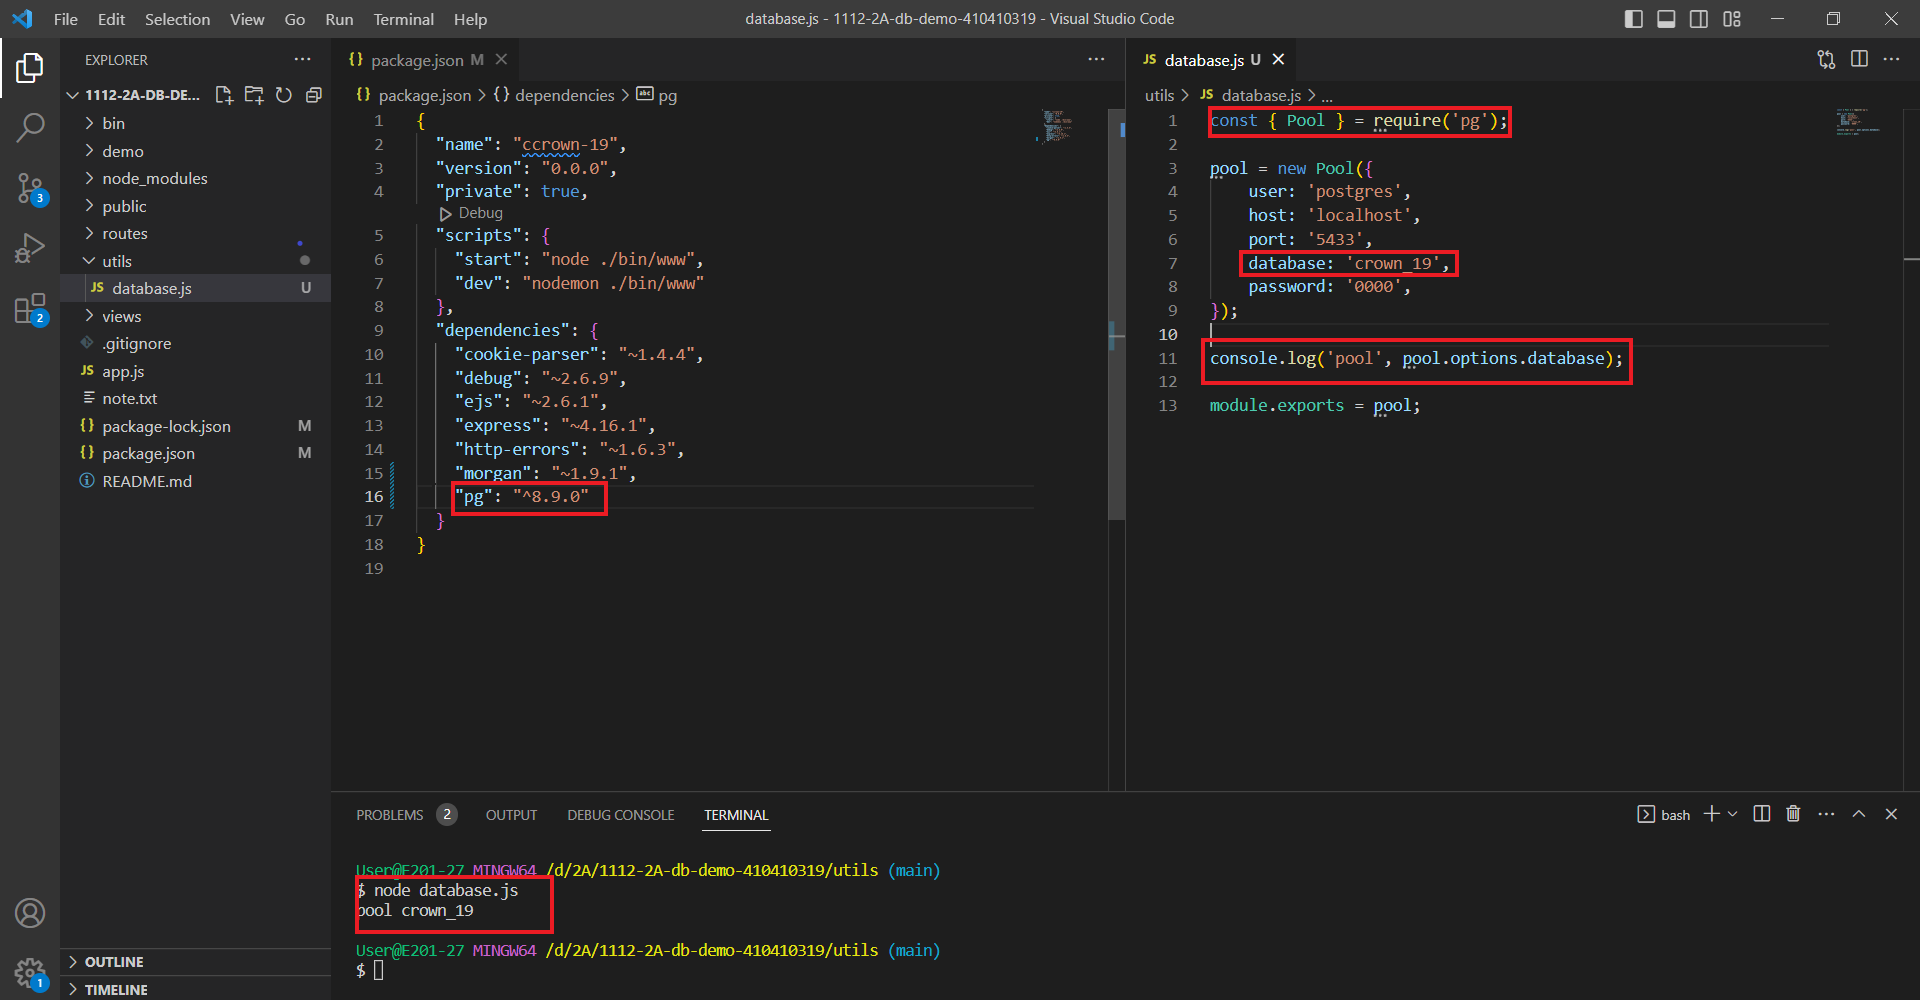 File Edit Selection View Go Run Terminal Help
database.js - 1112-2A-db-demo-410410319 - Visual Studio Code
EXPLORER
1112-2A-DB-DE...
bin
demo
node_modules
public
routes
utils
JS database.js U
views
.gitignore
JS app.js
note.txt
{} package-lock.json M
{} package.json M
README.md
OUTLINE
TIMELINE
3
2
1
{} package.json M
{} package.json > {} dependencies > abc pg
1 {
2 "name": "ccrown-19",
3 "version": "0.0.0",
4 "private": true,
Debug
5 "scripts": {
6 "start": "node ./bin/www",
7 "dev": "nodemon ./bin/www"
8 },
9 "dependencies": {
10 "cookie-parser": "~1.4.4",
11 "debug": "~2.6.9",
12 "ejs": "~2.6.1",
13 "express": "~4.16.1",
14 "http-errors": "~1.6.3",
15 "morgan": "~1.9.1",
16 "pg": "^8.9.0"
17 }
18 }
19
JS database.js U
utils > JS database.js > ...
1 const { Pool } = require('pg');
2
3 pool = new Pool({
4 user: 'postgres',
5 host: 'localhost',
6 port: '5433',
7 database: 'crown_19',
8 password: '0000',
9 });
10
11 console.log('pool', pool.options.database);
12
13 module.exports = pool;
PROBLEMS 2 OUTPUT DEBUG CONSOLE TERMINAL
bash
User@E201-27 MINGW64 /d/2A/1112-2A-db-demo-410410319/utils (main)
$ node database.js
pool crown_19
User@E201-27 MINGW64 /d/2A/1112-2A-db-demo-410410319/utils (main)
$